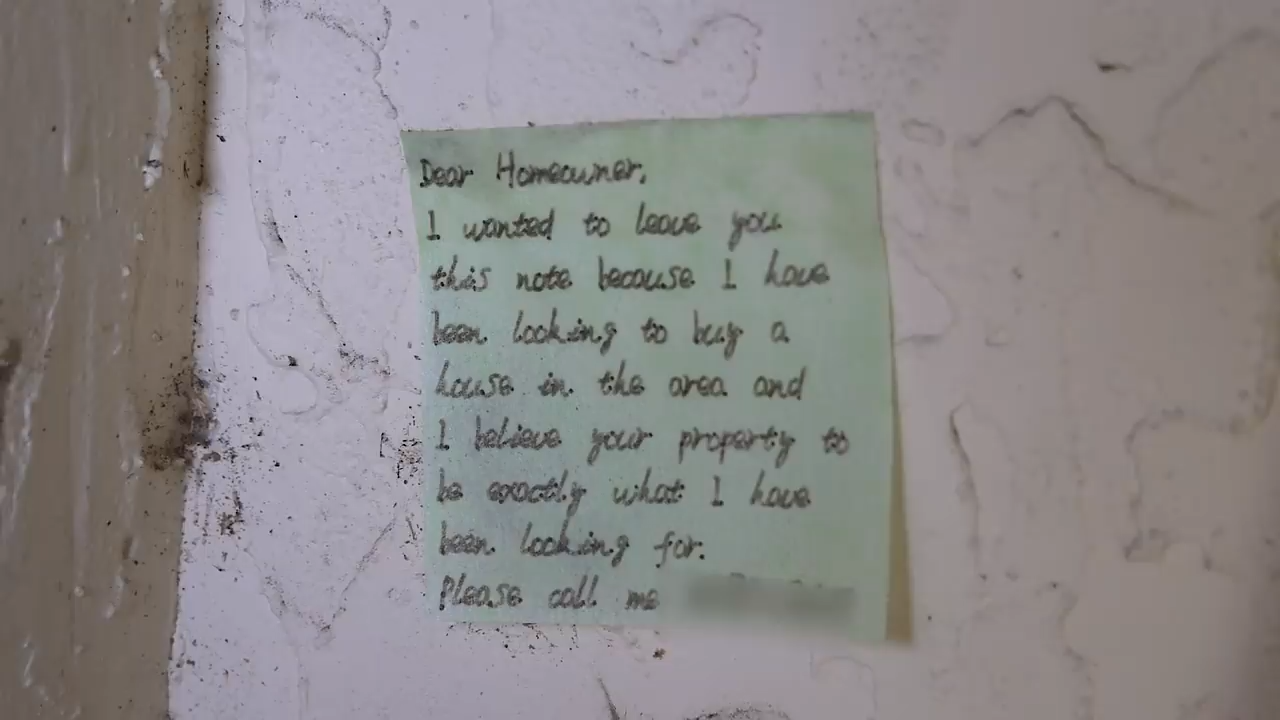 Dear Homeowner,
I wanted to leave you
this note because I have
been looking to buy a
house in the area and
I believe your property to
be exactly what I have
been looking for.
Please call me